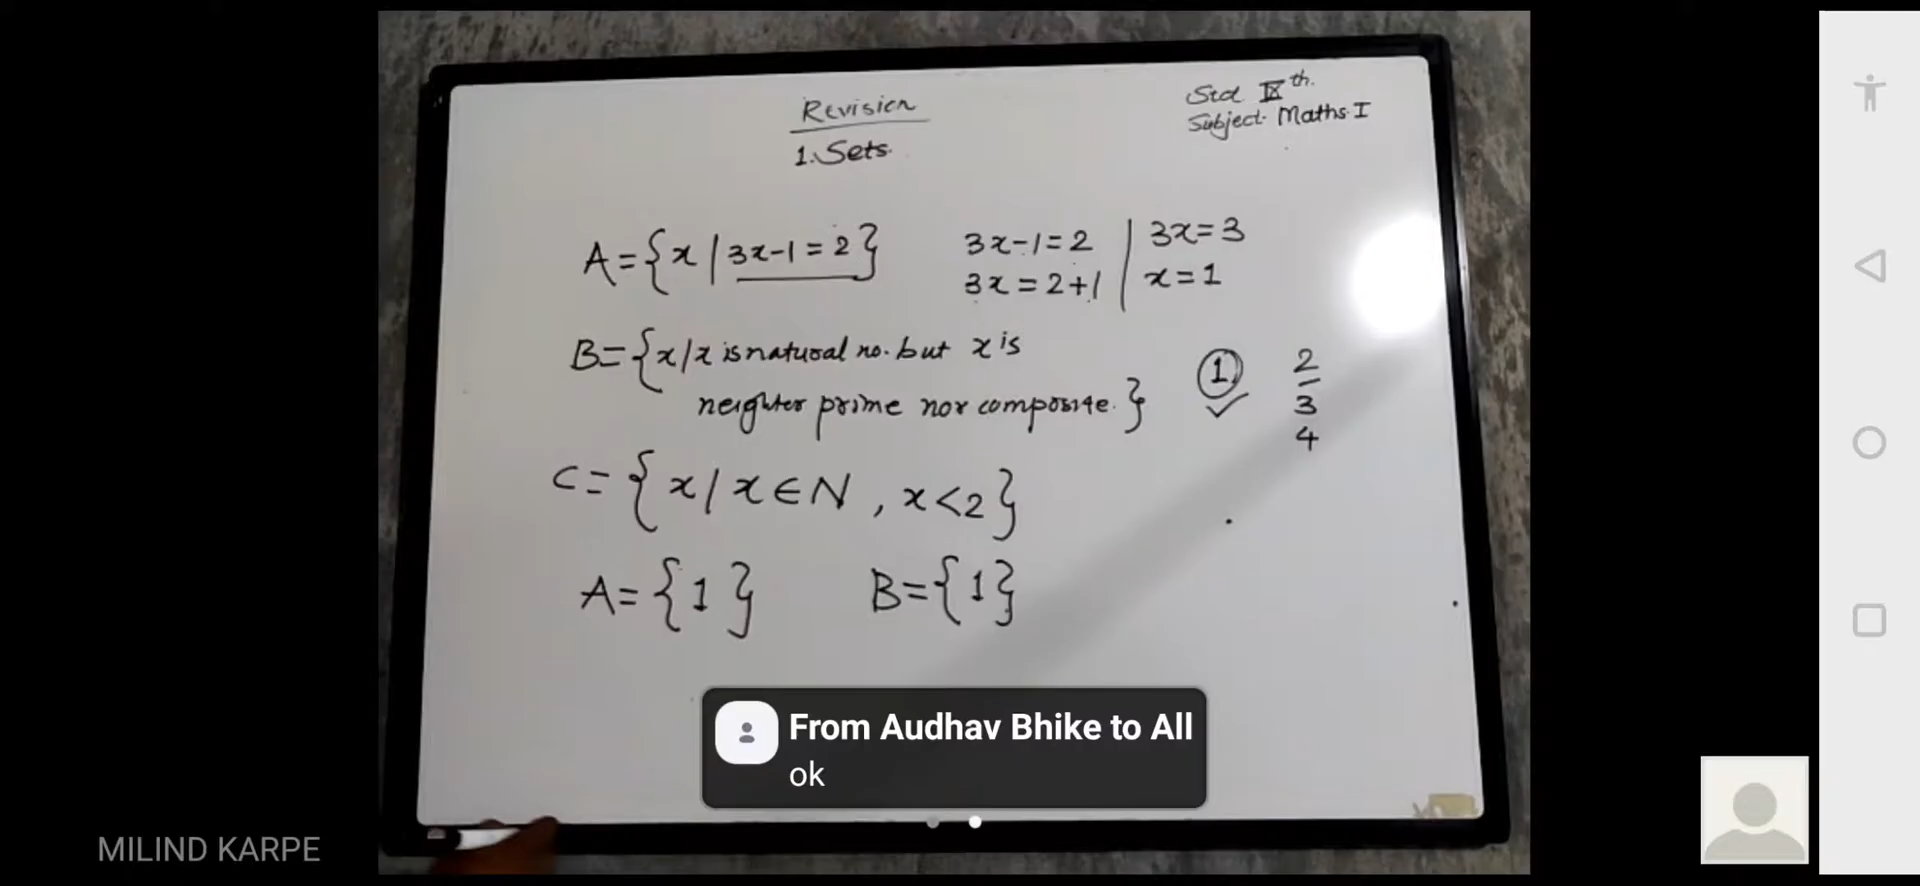 Revision
1. Sets.
Std IXth.
Subject. Maths. I
A = {x / 3x-1 = 2}
3x-1 = 2
3x = 2+1
3x = 3
x = 1
B = {x/x is natural no. but x is
neighter prime nor composite.}
1
2
3
4
C = {x / x ∈ N, x<2}
A = {1}
B = {1}
From Audhav Bhike to All
ok
MILIND KARPE